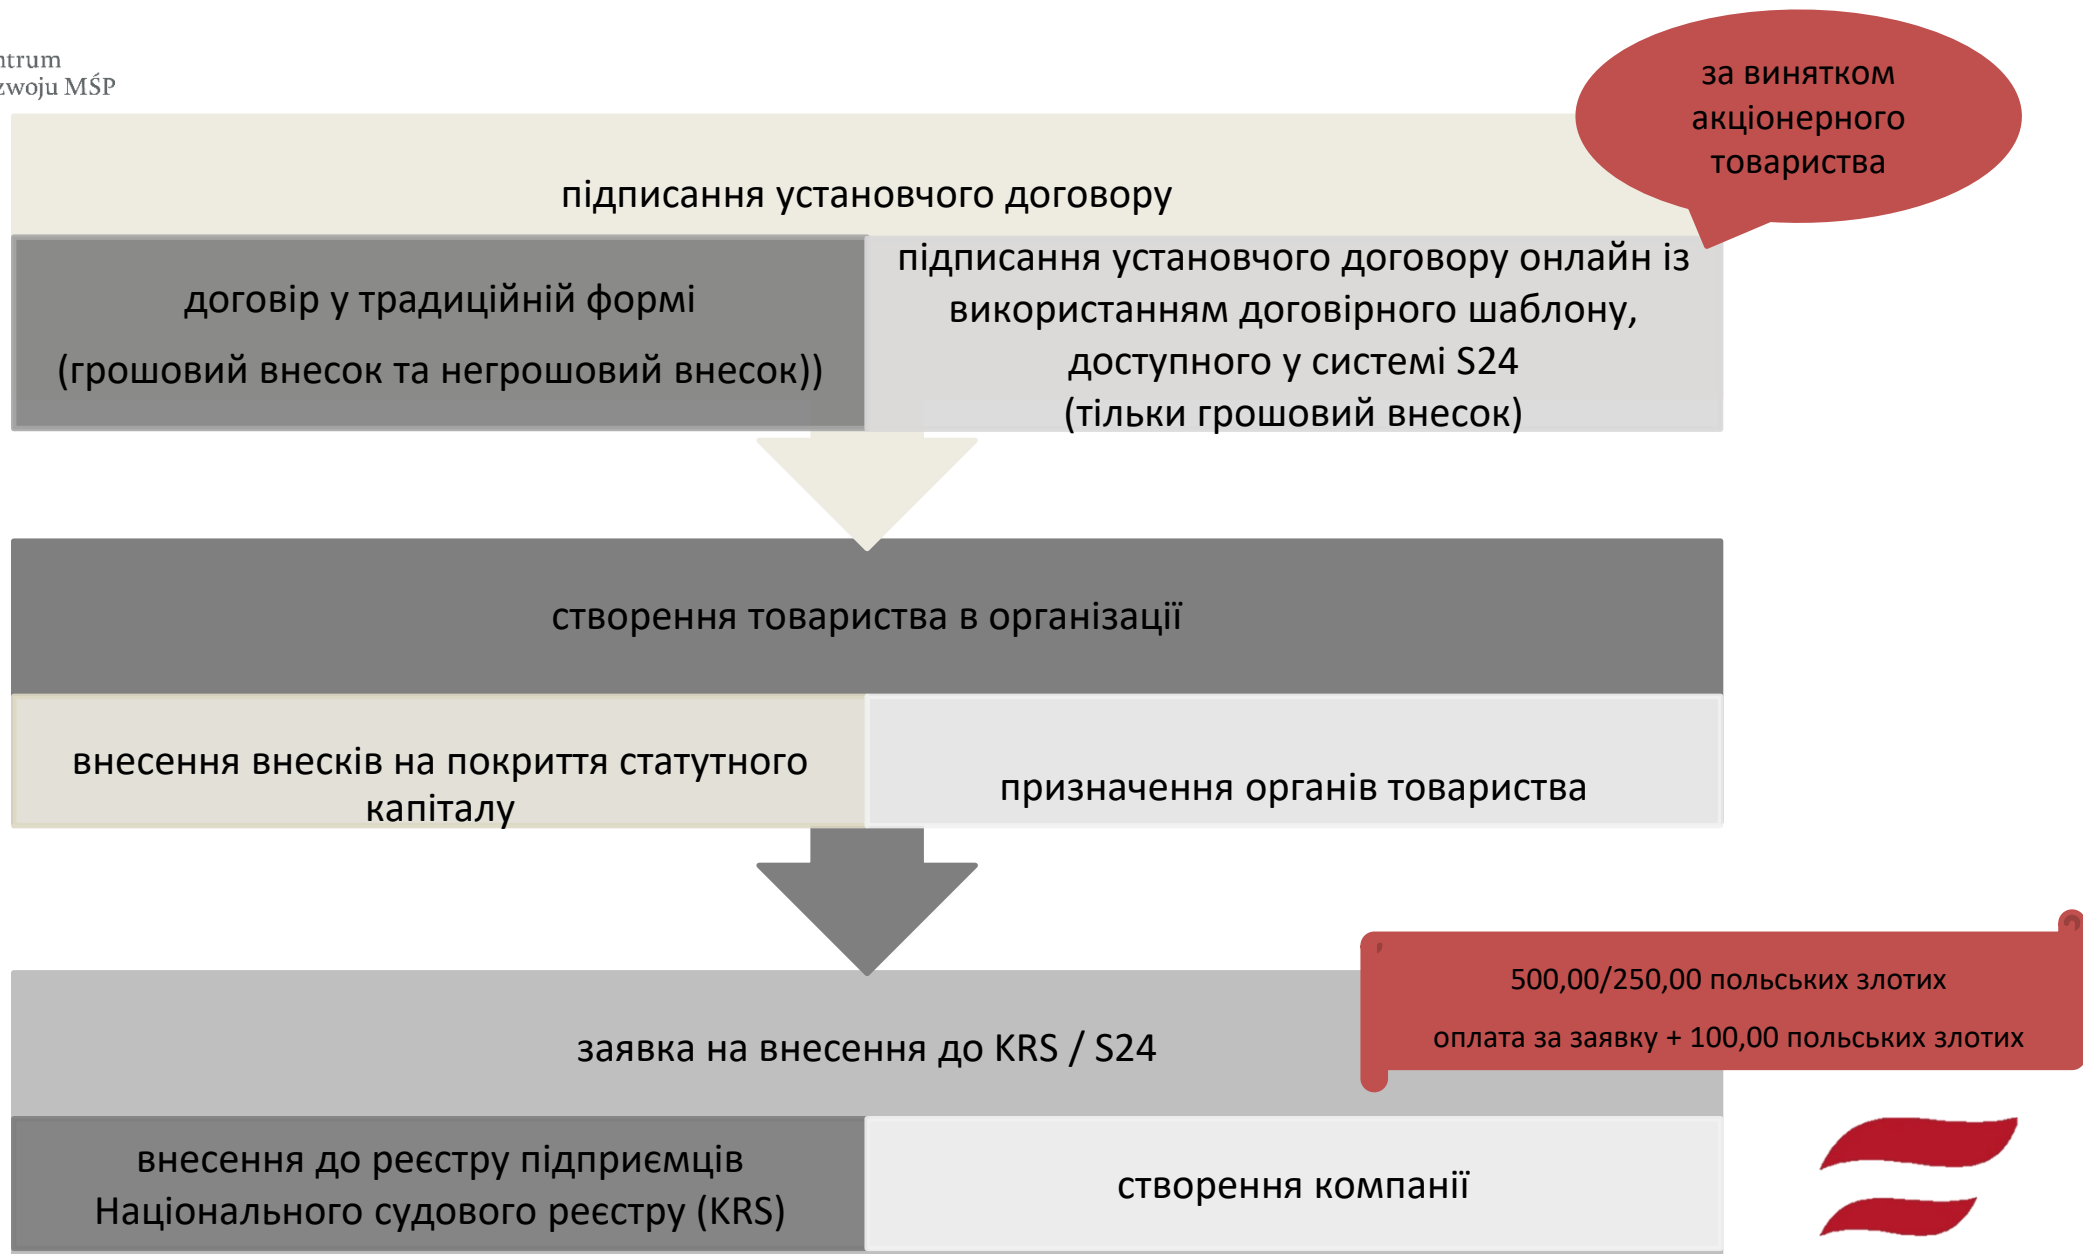 ntrum
zwoju MŚP
за винятком
акціонерного
товариства
підписання установчого договору
договір у традиційній формі
(грошовий внесок та негрошовий внесок))
підписання установчого договору онлайн із
використанням договірного шаблону,
доступного у системі S24
(тільки грошовий внесок)
створення товариства в організації
внесення внесків на покриття статутного
капіталу
призначення органів товариства
500,00/250,00 польських злотих
оплата за заявку + 100,00 польських злотих
заявка на внесення до KRS / S24
внесення до реєстру підприємців
Національного судового реєстру (KRS)
створення компанії